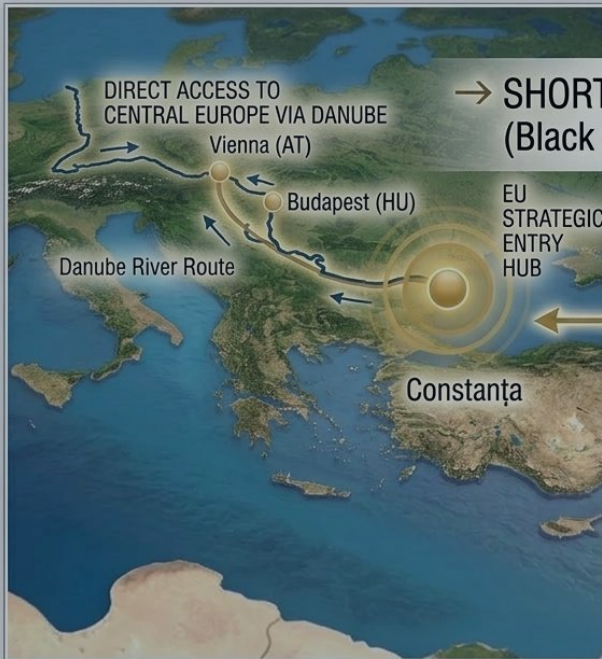 DIRECT ACCESS TO
CENTRAL EUROPE VIA DANUBE
Vienna (AT)
Budapest (HU)
Danube River Route
→ SHORT
(Black
EU
STRATEGIC
ENTRY
HUB
Constanța